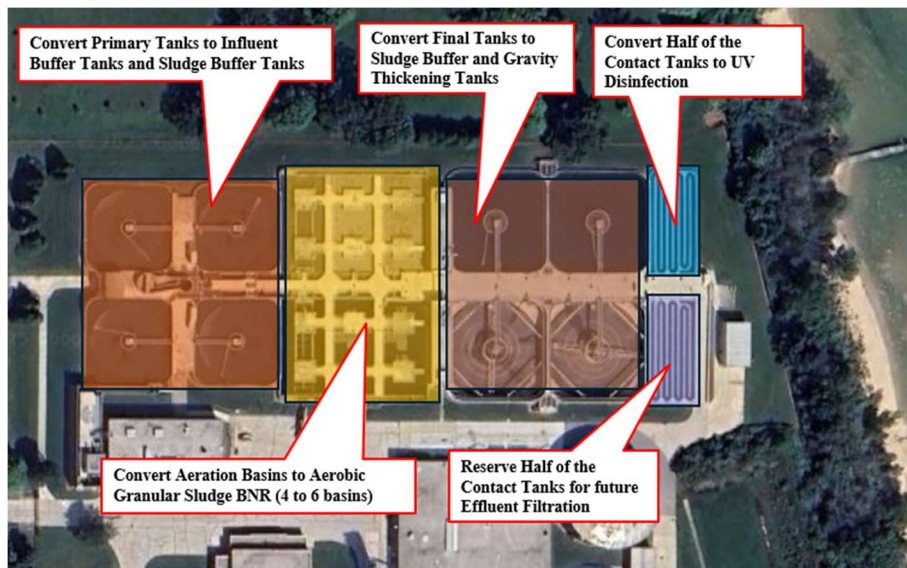 Convert Primary Tanks to Influent
Buffer Tanks and Sludge Buffer Tanks
Convert Final Tanks to
Sludge Buffer and Gravity
Thickening Tanks
Convert Half of the
Contact Tanks to UV
Disinfection
Convert Aeration Basins to Aerobic
Granular Sludge BNR (4 to 6 basins)
Reserve Half of the
Contact Tanks for future
Effluent Filtration